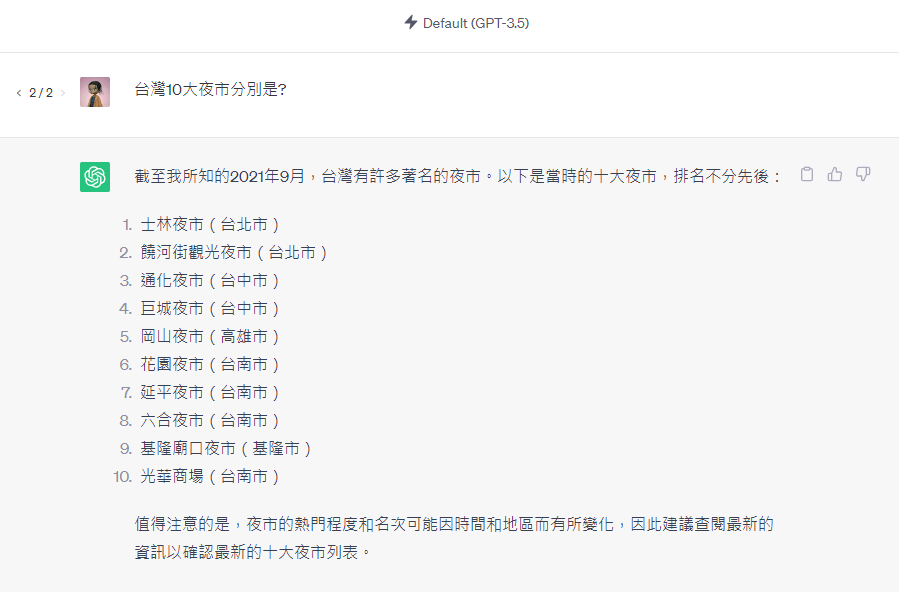 Default (GPT-3.5)
2 / 2
台灣10大夜市分別是?
截至我所知的2021年9月，台灣有許多著名的夜市。以下是當時的十大夜市，排名不分先後：
1. 士林夜市（台北市）
2. 饒河街觀光夜市（台北市）
3. 通化夜市（台中市）
4. 巨城夜市（台中市）
5. 岡山夜市（高雄市）
6. 花園夜市（台南市）
7. 延平夜市（台南市）
8. 六合夜市（台南市）
9. 基隆廟口夜市（基隆市）
10. 光華商場（台南市）
值得注意的是，夜市的熱門程度和名次可能因時間和地區而有所變化，因此建議查閱最新的
資訊以確認最新的十大夜市列表。